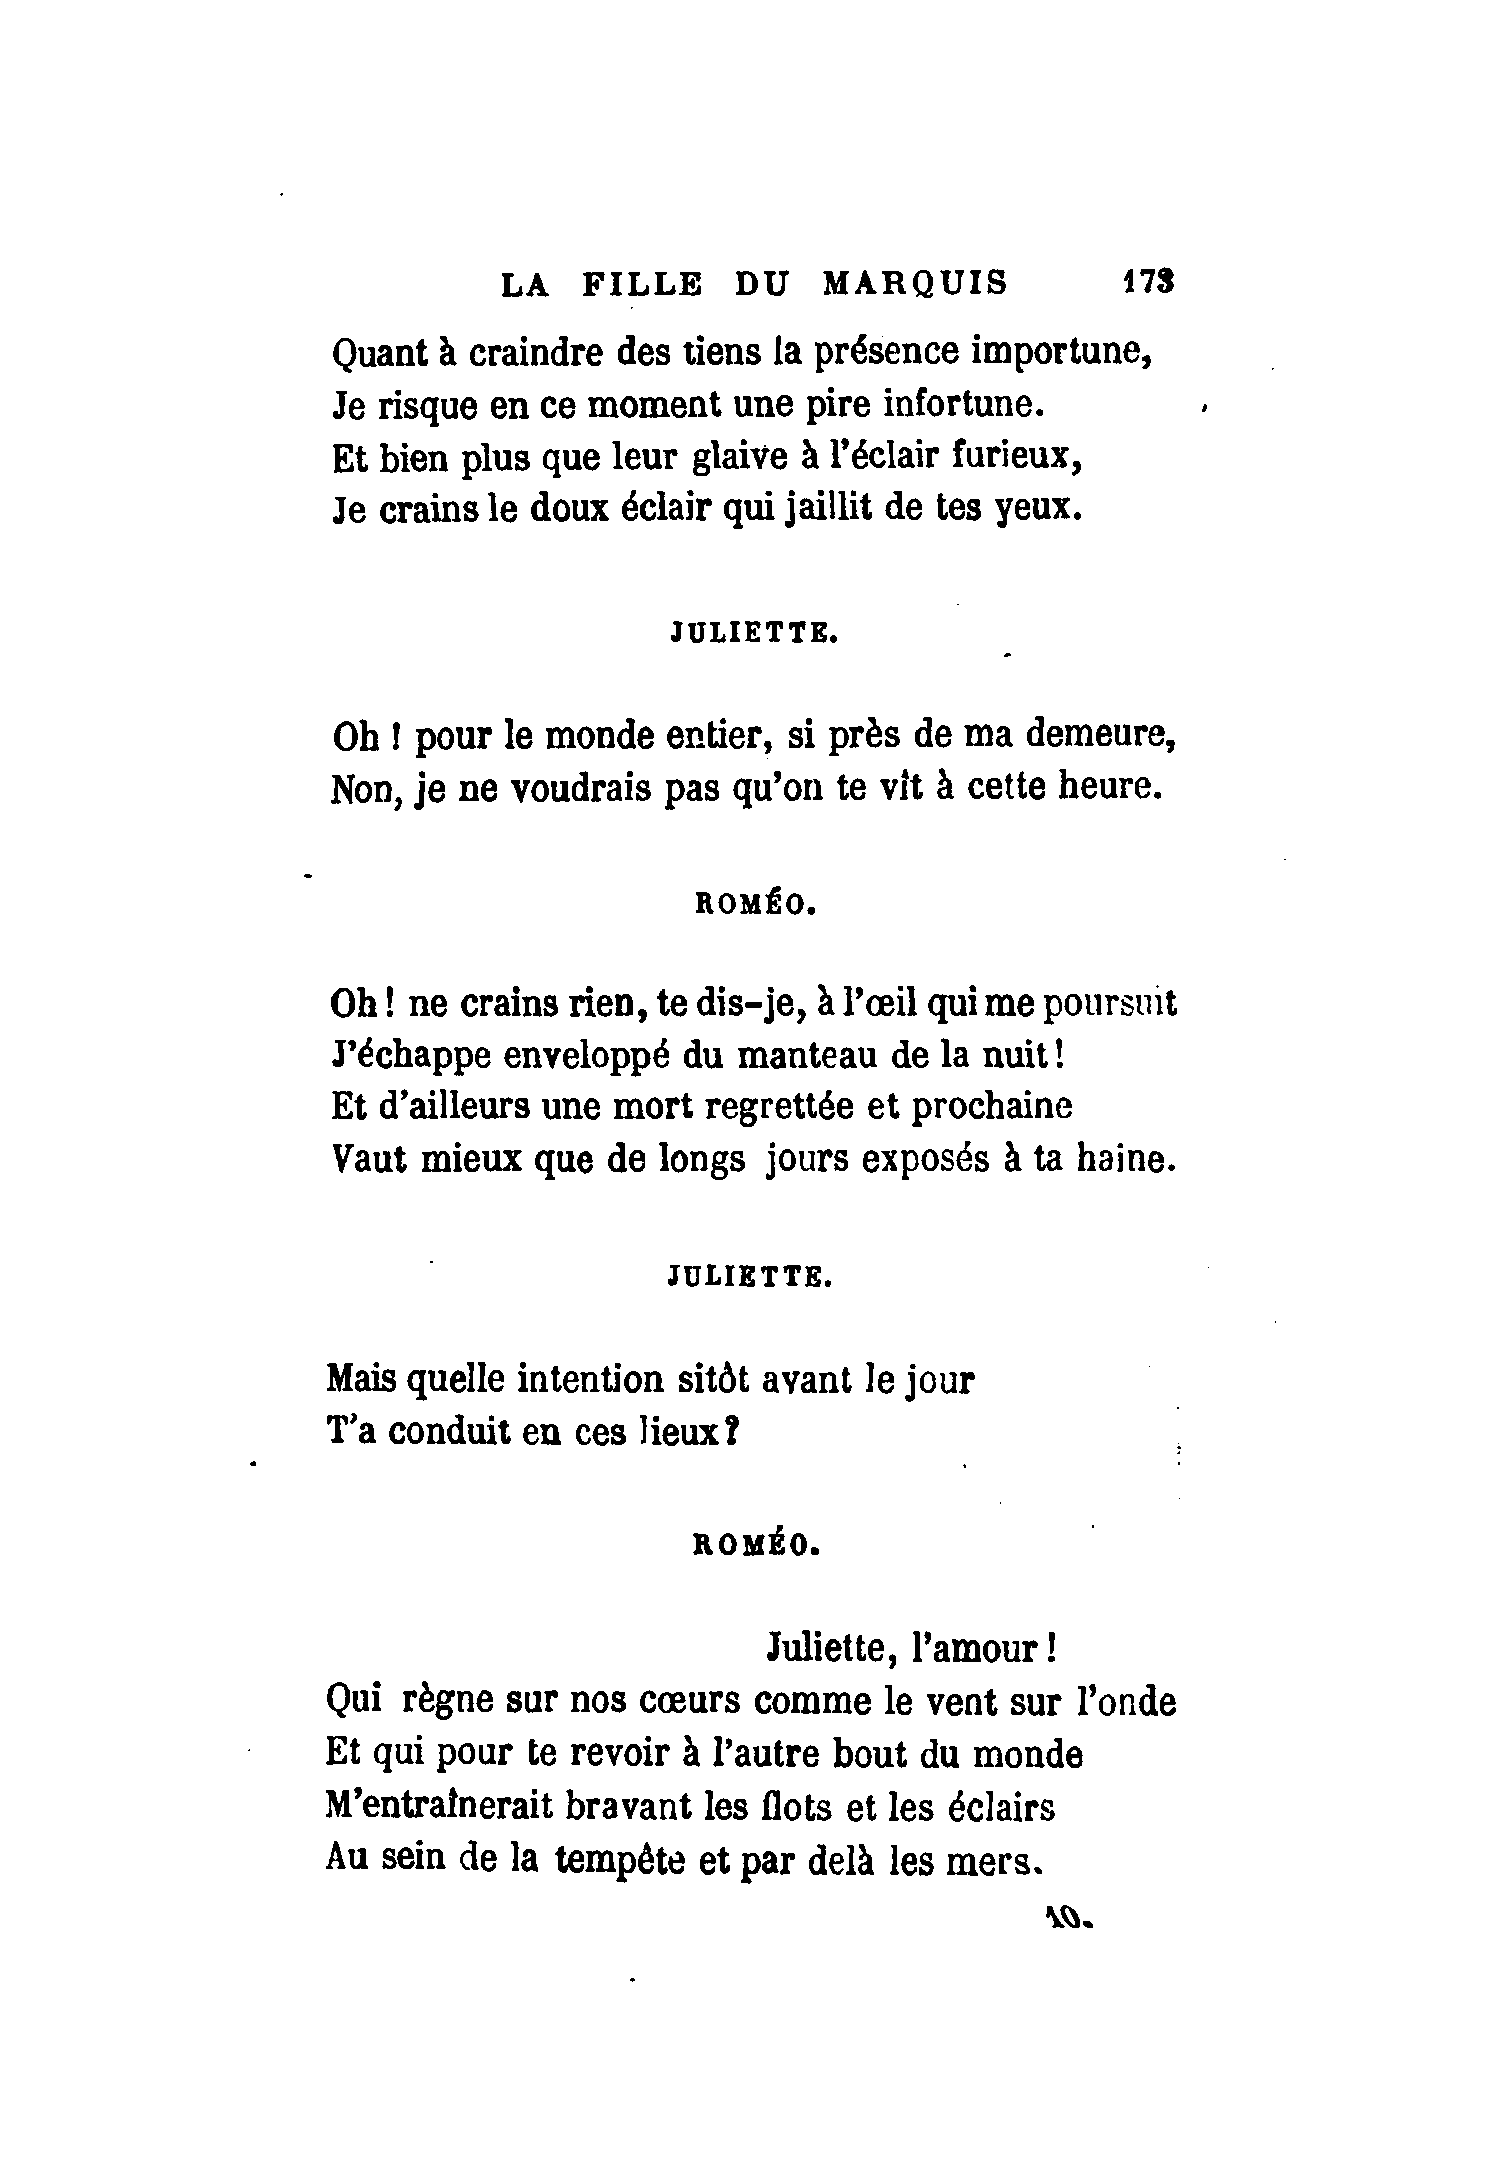 LA FILLE DU MARQUIS 173
Quant à craindre des tiens la présence importune,
Je risque en ce moment une pire infortune.
Et bien plus que leur glaive à l'éclair furieux,
Je crains le doux éclair qui jaillit de tes yeux.
JULIETTE.
Oh ! pour le monde entier, si près de ma demeure,
Non, je ne voudrais pas qu'on te vît à cette heure.
ROMÉO.
Oh ! ne crains rien, te dis-je, à l'œil qui me poursuit
J'échappe enveloppé du manteau de la nuit !
Et d'ailleurs une mort regrettée et prochaine
Vaut mieux que de longs jours exposés à ta haine.
JULIETTE.
Mais quelle intention sitôt avant le jour
T'a conduit en ces lieux ?
ROMÉO.
Juliette, l'amour !
Qui règne sur nos cœurs comme le vent sur l'onde
Et qui pour te revoir à l'autre bout du monde
M'entraînerait bravant les flots et les éclairs
Au sein de la tempête et par delà les mers.
10.